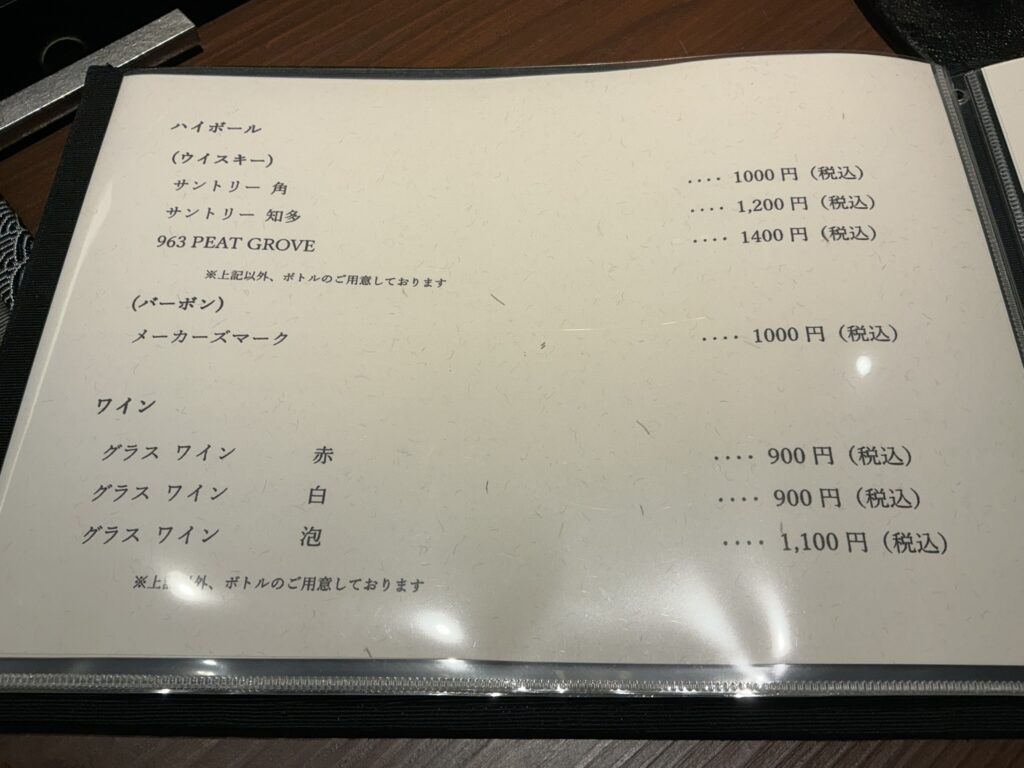 ハイボール
(ウイスキー)
サントリー 角 ‥‥ 1000 円（税込）
サントリー 知多 ‥‥ 1,200 円（税込）
963 PEAT GROVE ‥‥ 1400 円（税込）
※上記以外、ボトルのご用意しております
(バーボン)
メーカーズマーク ‥‥ 1000 円（税込）
ワイン
グラス ワイン 赤 ‥‥ 900 円（税込）
グラス ワイン 白 ‥‥ 900 円（税込）
グラス ワイン 泡 ‥‥ 1,100 円（税込）
※上記以外、ボトルのご用意しております